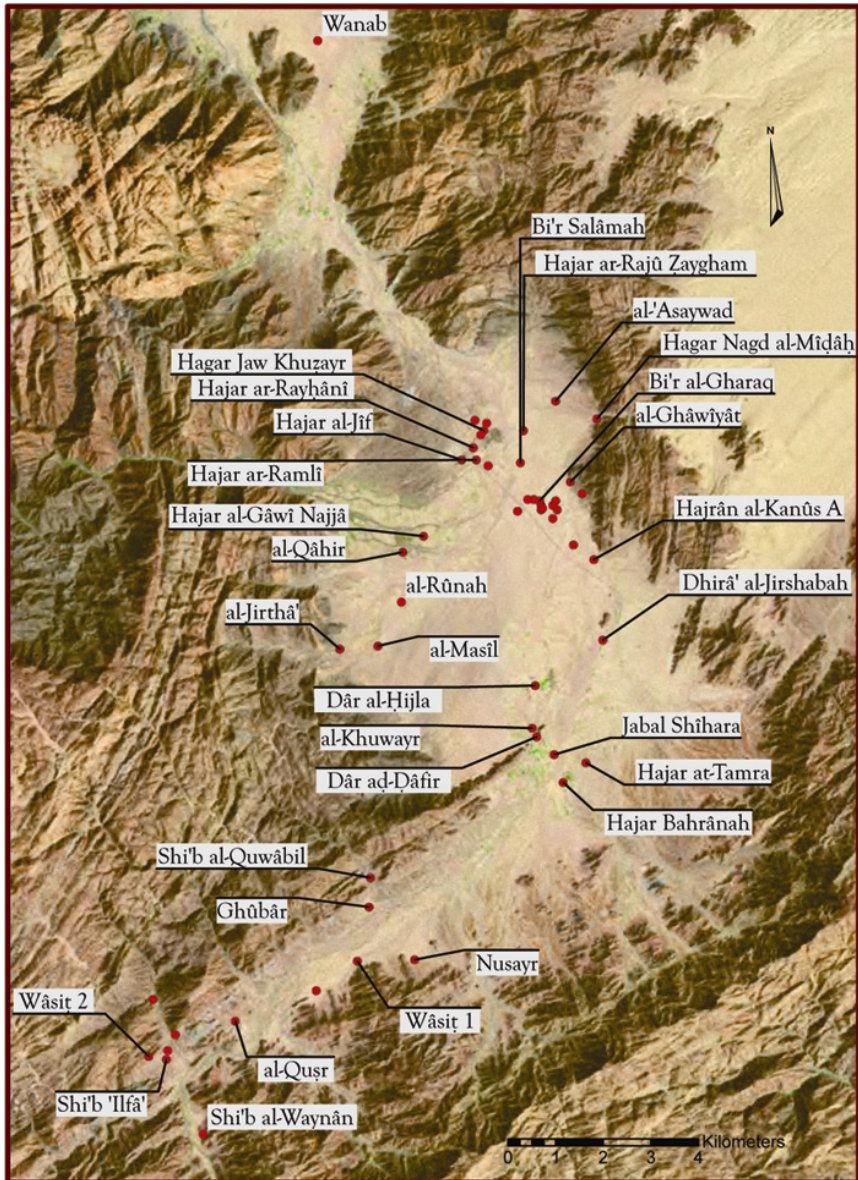 Wanab
N
Bi'r Salâmah
Hajar ar-Rajû Ẓaygham
al-'Asaywad
Hagar Nagd al-Mîḍâḥ
Bi'r al-Gharaq
al-Ghâwîyât
Hagar Jaw Khuẓayr
Hajar ar-Rayḥânî
Hajar al-Jîf
Hajar ar-Ramlî
Hajar al-Gâwî Najjâ
al-Qâhir
Hajrân al-Kanûs A
al-Rûnah
Dhirâ' al-Jirshabah
al-Jirthâ'
al-Masîl
Dâr al-Ḥijla
al-Khuwayr
Dâr aḍ-Ḍâfir
Jabal Shîhara
Hajar at-Tamra
Hajar Bahrânah
Shi'b al-Quwâbil
Ghûbâr
Nusayr
Wâsiṭ 1
Wâsiṭ 2
al-Quṣr
Shi'b 'Ilfâ'
Shi'b al-Waynân
Kilometers
0 1 2 4